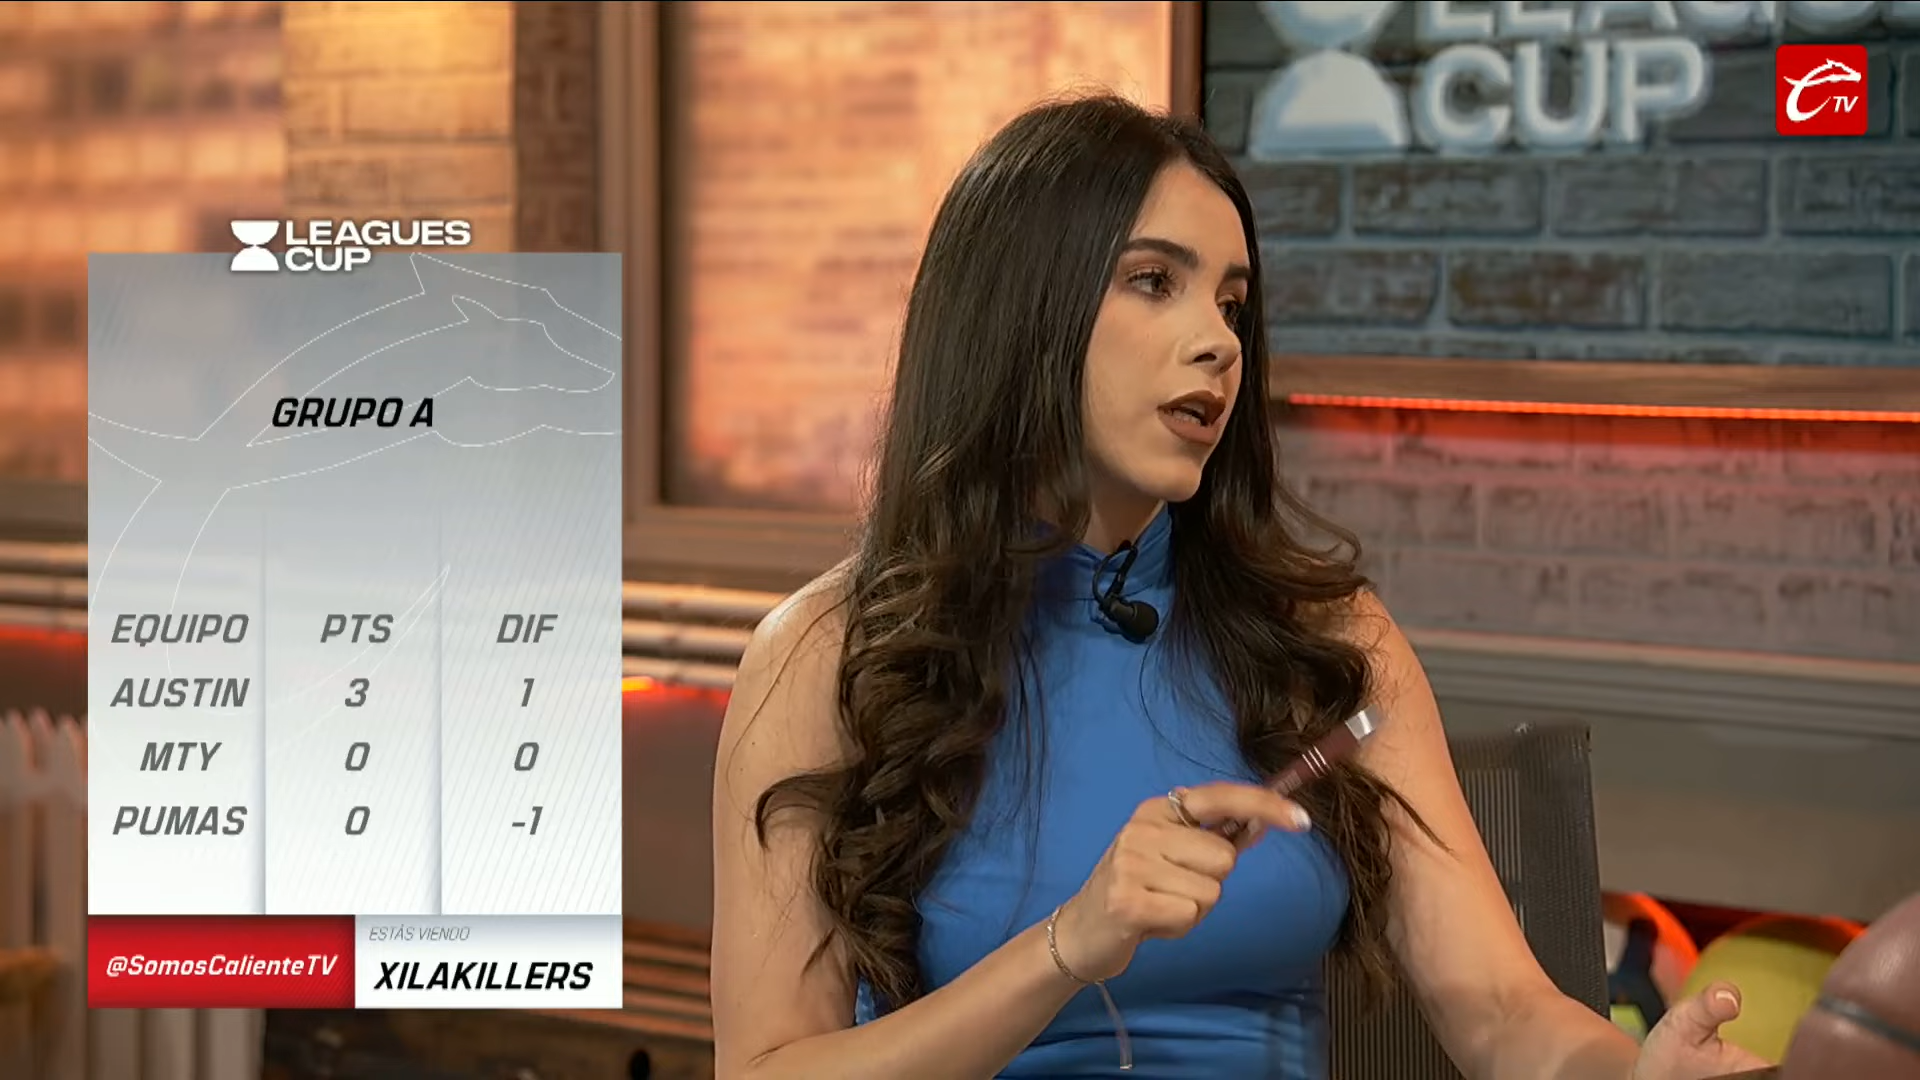 LEAGUES
CUP
TV
LEAGUES
CUP
GRUPO A
EQUIPO PTS DIF
AUSTIN 3 1
MTY 0 0
PUMAS 0 -1
@SomosCalienteTV
ESTÁS VIENDO
XILAKILLERS